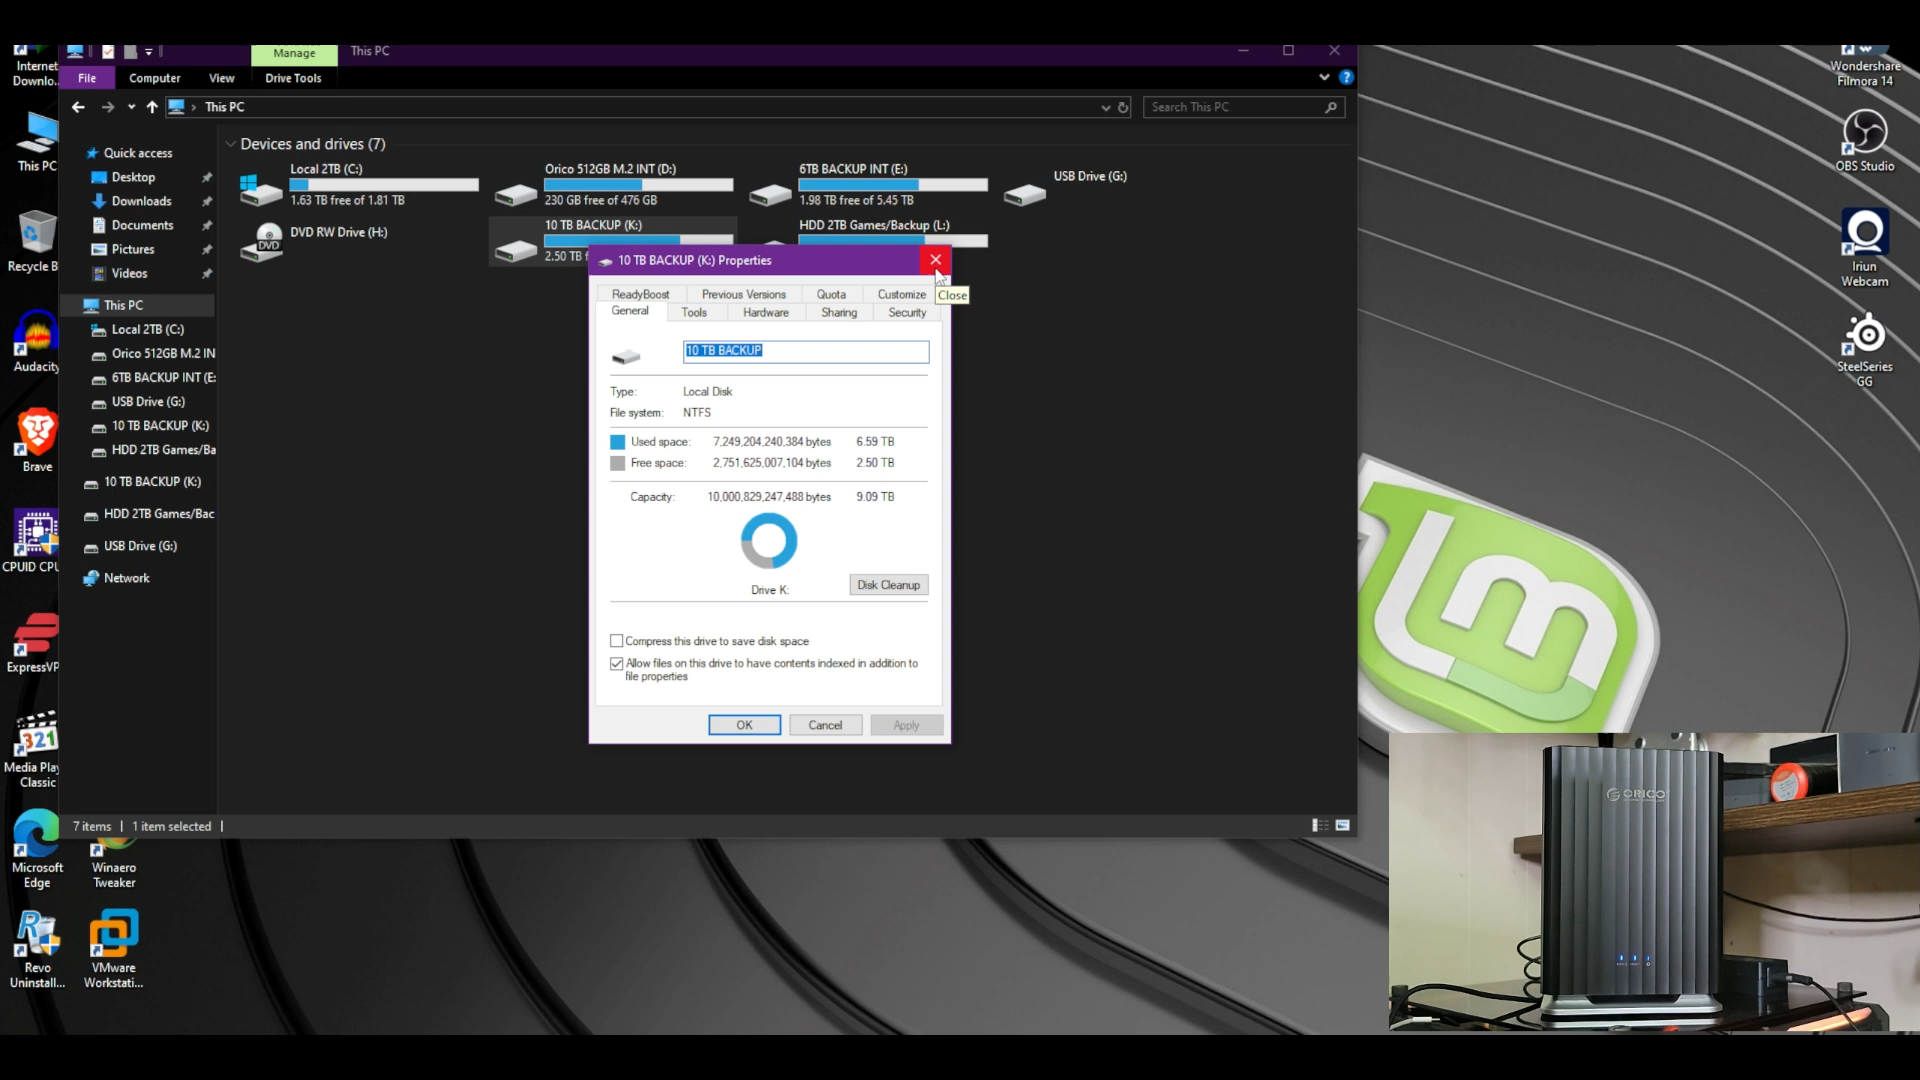 Manage
This PC
File
Computer
View
Drive Tools
This PC
Search This PC
Quick access
Desktop
Downloads
Documents
Pictures
Videos
This PC
Local 2TB (C:)
Orico 512GB M.2 IN
6TB BACKUP INT (E:
USB Drive (G:)
10 TB BACKUP (K:)
HDD 2TB Games/Ba
10 TB BACKUP (K:)
HDD 2TB Games/Bac
USB Drive (G:)
Network
Devices and drives (7)
Local 2TB (C:)
1.63 TB free of 1.81 TB
Orico 512GB M.2 INT (D:)
230 GB free of 476 GB
6TB BACKUP INT (E:)
1.98 TB free of 5.45 TB
USB Drive (G:)
DVD RW Drive (H:)
DVD
10 TB BACKUP (K:)
2.50 TB f
HDD 2TB Games/Backup (L:)
10 TB BACKUP (K:) Properties
Close
ReadyBoost
Previous Versions
Quota
Customize
General
Tools
Hardware
Sharing
Security
10 TB BACKUP
Type: Local Disk
File system: NTFS
Used space: 7,249,204,240,384 bytes 6.59 TB
Free space: 2,751,625,007,104 bytes 2.50 TB
Capacity: 10,000,829,247,488 bytes 9.09 TB
Drive K:
Disk Cleanup
Compress this drive to save disk space
Allow files on this drive to have contents indexed in addition to
file properties
OK
Cancel
Apply
7 items
1 item selected
Internet
Downlo...
This PC
Recycle B
Audacity
Brave
CPUID CPU
ExpressVP
321
Media Play
Classic
Microsoft
Edge
Winaero
Tweaker
Revo
Uninstall...
VMware
Workstati...
Wondershare
Filmora 14
OBS Studio
Iriun
Webcam
SteelSeries
GG
ORICO